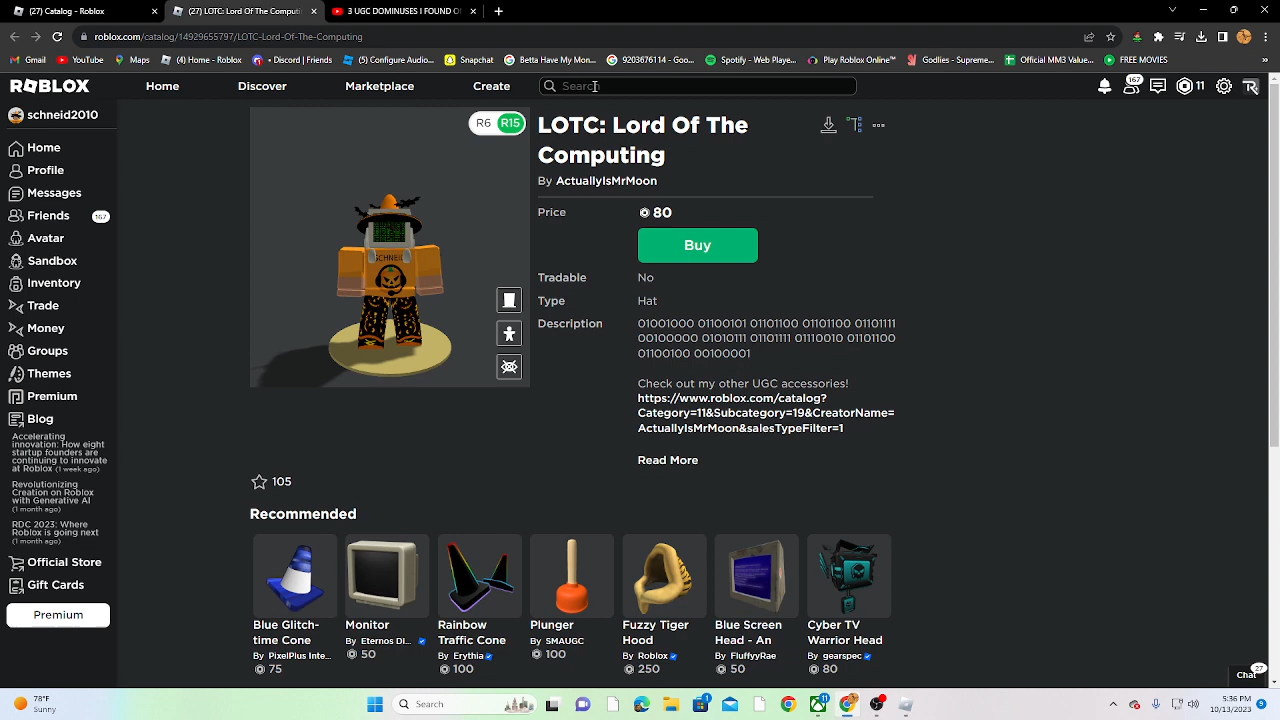 (27) Catalog - Roblox
(27) LOTC: Lord Of The Computi
3 UGC DOMINUSES I FOUND O
roblox.com/catalog/14929655797/LOTC-Lord-Of-The-Computing
Gmail
YouTube
Maps
(4) Home - Roblox
• Discord | Friends
(5) Configure Audio...
Snapchat
Betta Have My Mon...
9203676114 - Goo...
Spotify - Web Playe...
Play Roblox Online™...
Godlies - Supreme...
Official MM3 Value...
FREE MOVIES
ROBLOX
Home
Discover
Marketplace
Create
Search
167
11
schneid2010
Home
Profile
Messages
Friends
167
Avatar
Sandbox
Inventory
Trade
Money
Groups
Themes
Premium
Blog
Accelerating
innovation: How eight
startup founders are
continuing to innovate
at Roblox (1 week ago)
Revolutionizing
Creation on Roblox
with Generative AI
(1 month ago)
RDC 2023: Where
Roblox is going next
(1 month ago)
Official Store
Gift Cards
Premium
R6 R15
SCHNEID
LOTC: Lord Of The
Computing
By ActuallyIsMrMoon
Price
80
Buy
Tradable
No
Type
Hat
Description
01001000 01100101 01101100 01101100 01101111
00100000 01010111 01101111 01110010 01101100
01100100 00100001
Check out my other UGC accessories!
https://www.roblox.com/catalog?
Category=11&Subcategory=19&CreatorName=
ActuallyIsMrMoon&salesTypeFilter=1
Read More
105
Recommended
Blue Glitch-
time Cone
By PixelPlus Inte...
75
Monitor
By Eternos Di...
50
Rainbow
Traffic Cone
By Erythia
100
Plunger
By SMAUGC
100
Fuzzy Tiger
Hood
By Roblox
250
Blue Screen
Head - An
By FluffyyRae
50
Cyber TV
Warrior Head
By gearspec
80
Chat
27
78°F
Sunny
Search
11
1
5:36 PM
10/13/2023
9